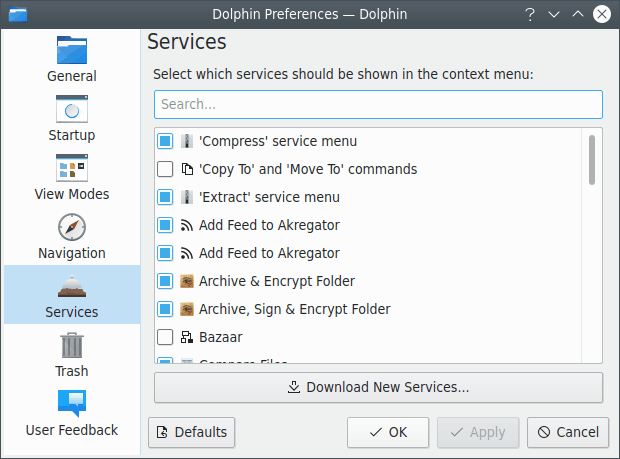 Dolphin Preferences — Dolphin
General
Startup
View Modes
Navigation
Services
Trash
User Feedback
Services
Select which services should be shown in the context menu:
Search...
'Compress' service menu
'Copy To' and 'Move To' commands
'Extract' service menu
Add Feed to Akregator
Add Feed to Akregator
Archive & Encrypt Folder
Archive, Sign & Encrypt Folder
Bazaar
Compare Files
Download New Services...
Defaults
OK
Apply
Cancel